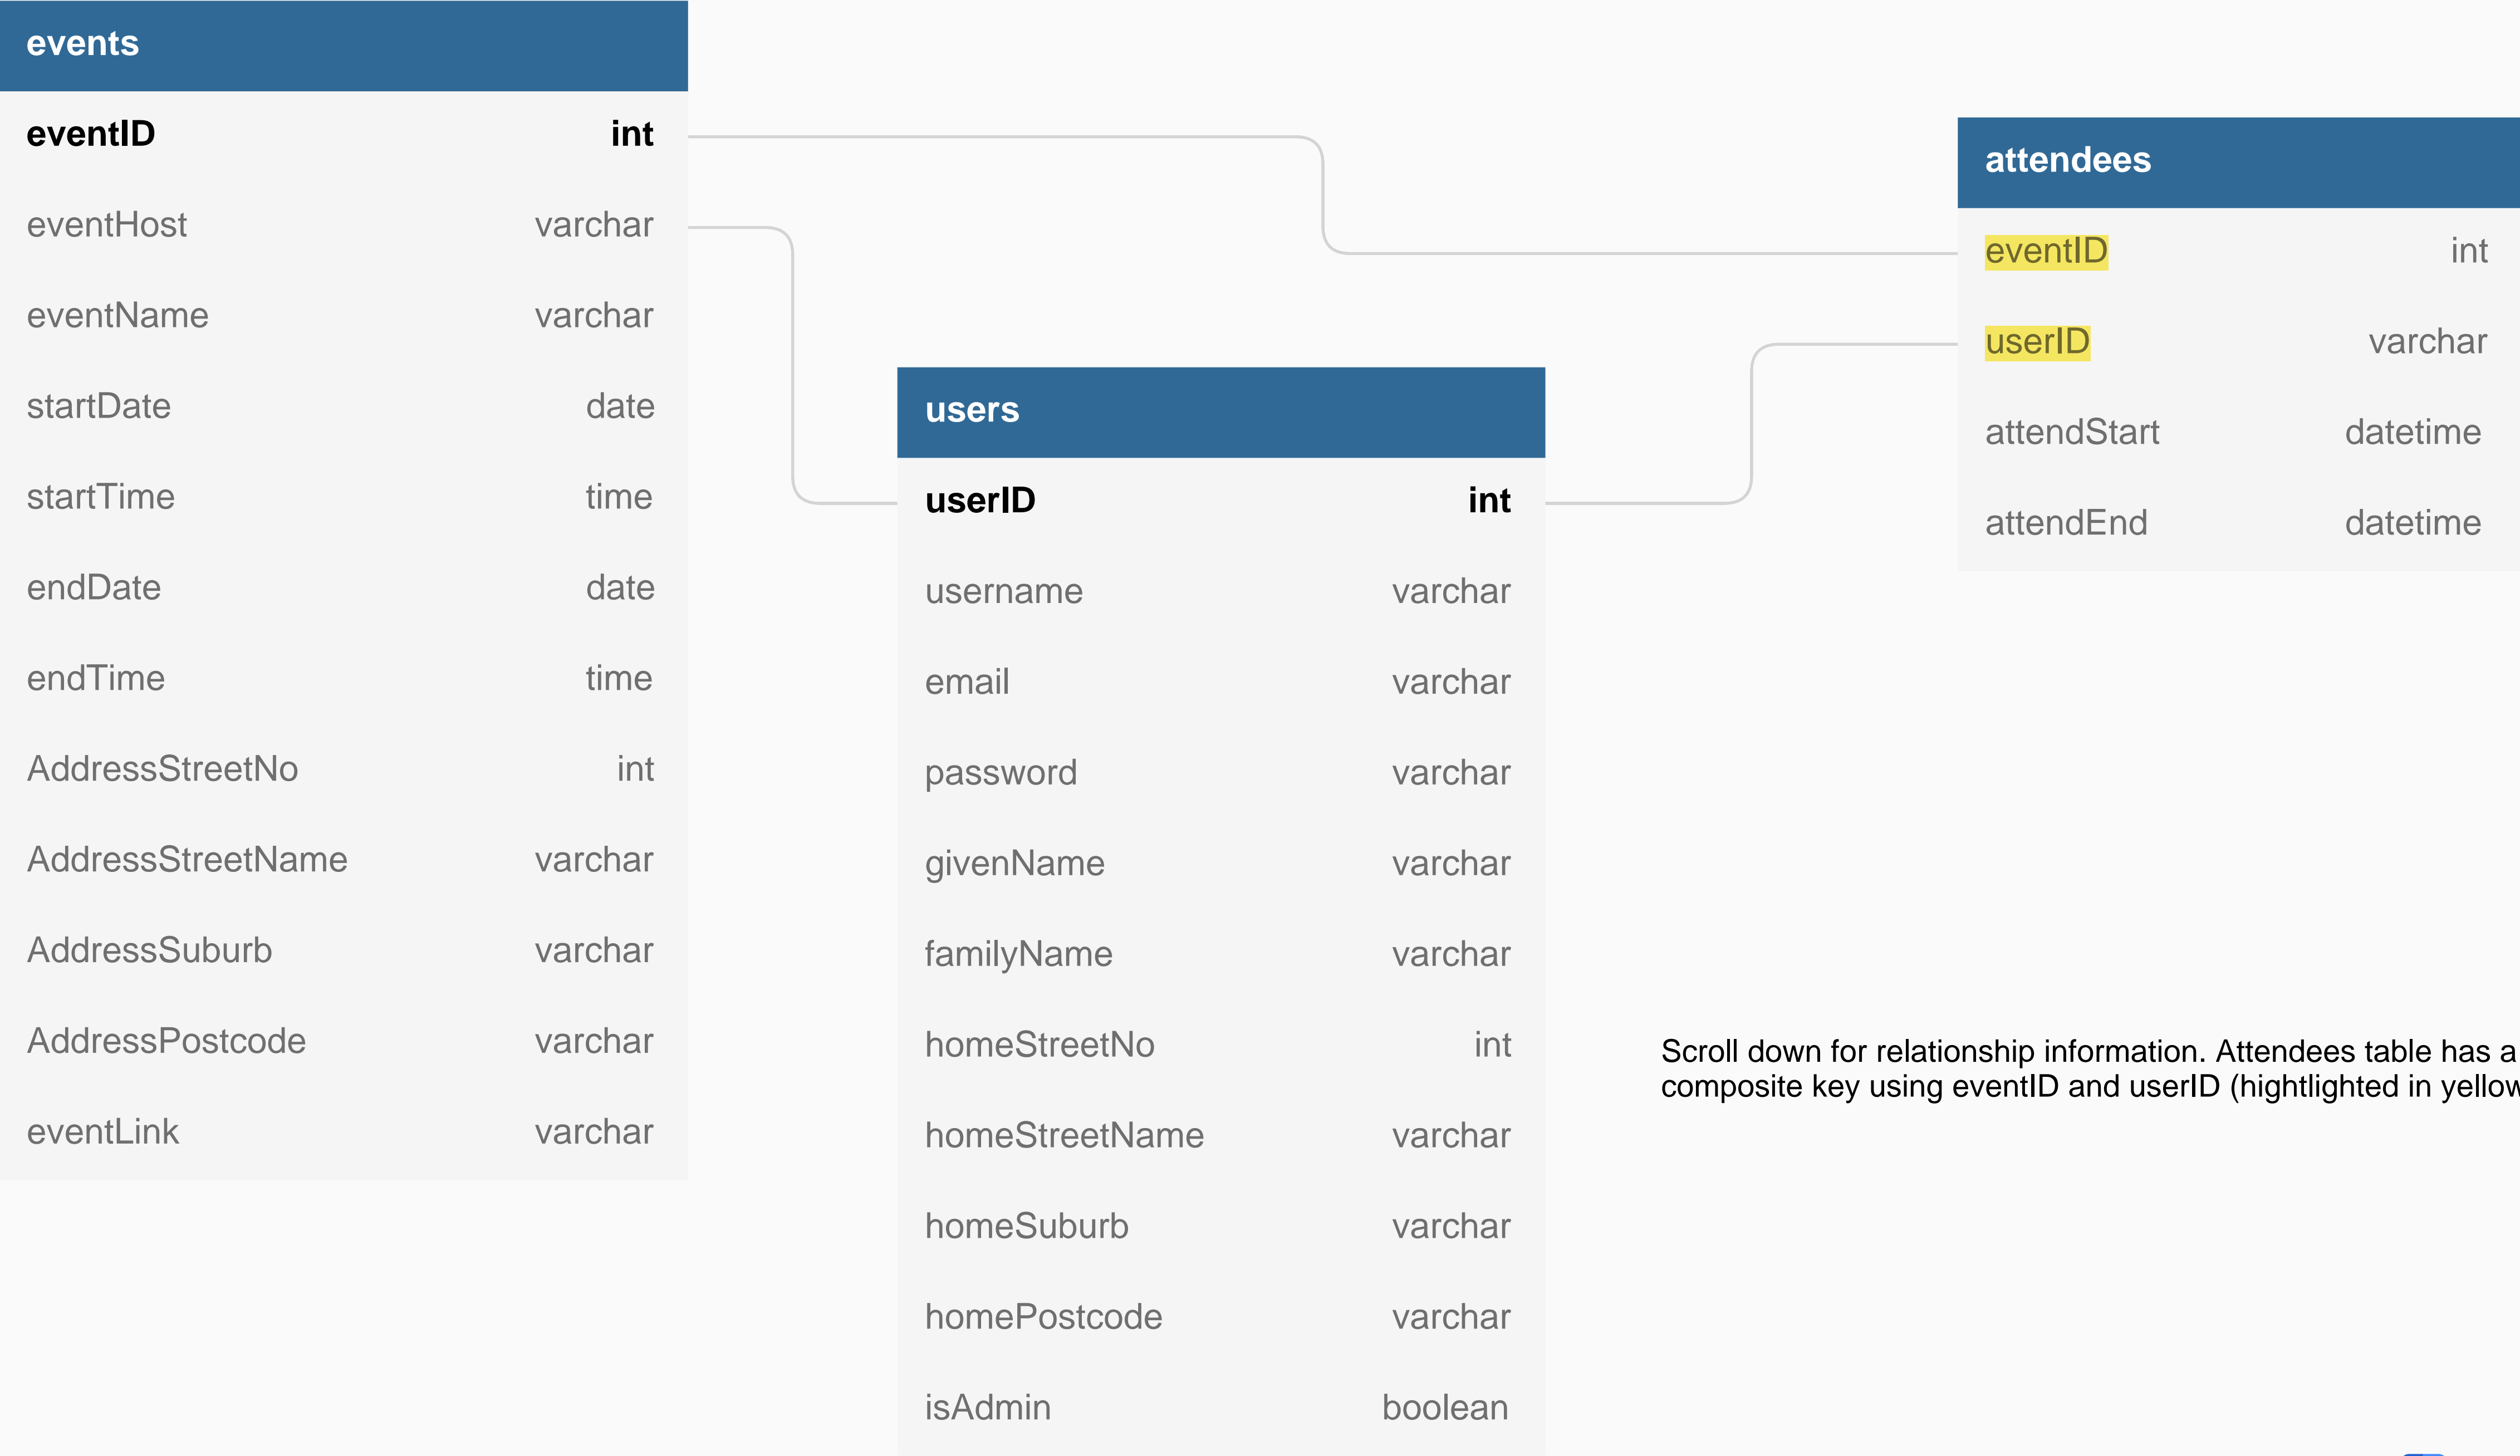 events
eventID int
eventHost varchar
eventName varchar
startDate date
startTime time
endDate date
endTime time
AddressStreetNo int
AddressStreetName varchar
AddressSuburb varchar
AddressPostcode varchar
eventLink varchar
users
userID int
username varchar
email varchar
password varchar
givenName varchar
familyName varchar
homeStreetNo int
homeStreetName varchar
homeSuburb varchar
homePostcode varchar
isAdmin boolean
attendees
eventID int
userID varchar
attendStart datetime
attendEnd datetime
Scroll down for relationship information. Attendees table has a
composite key using eventID and userID (hightlighted in yellow